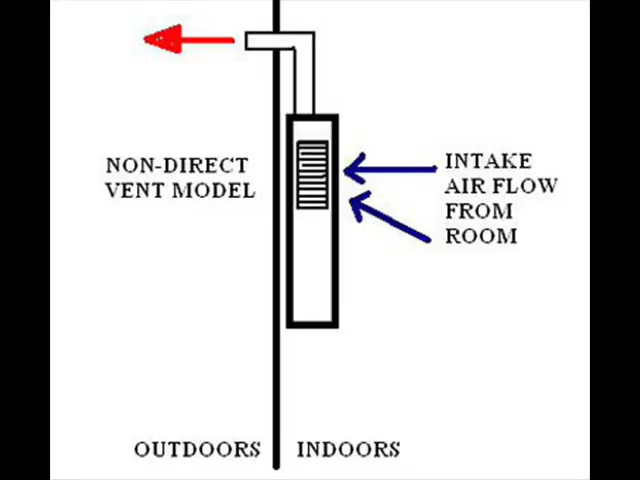 NON-DIRECT
VENT MODEL
INTAKE
AIR FLOW
FROM
ROOM
OUTDOORS
INDOORS